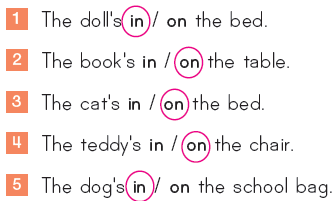 1 The doll's in / on the bed.
2 The book's in / on the table.
3 The cat's in / on the bed.
4 The teddy's in / on the chair.
5 The dog's in / on the school bag.